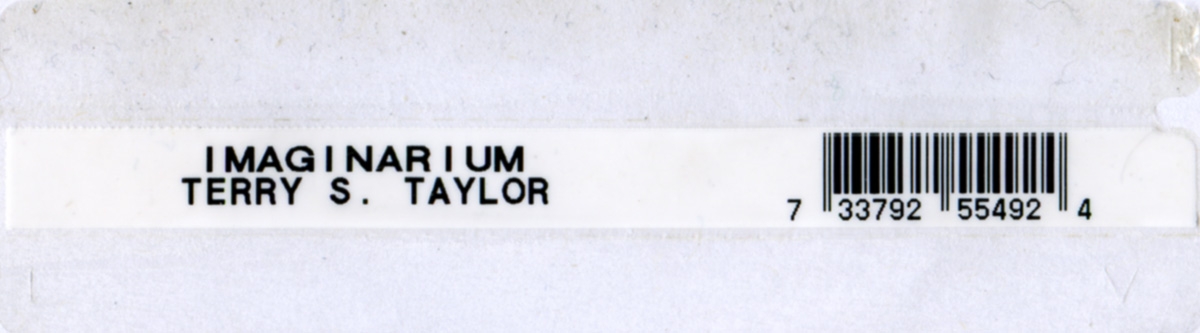 IMAGINARIUM
TERRY S. TAYLOR
7 33792 55492 4